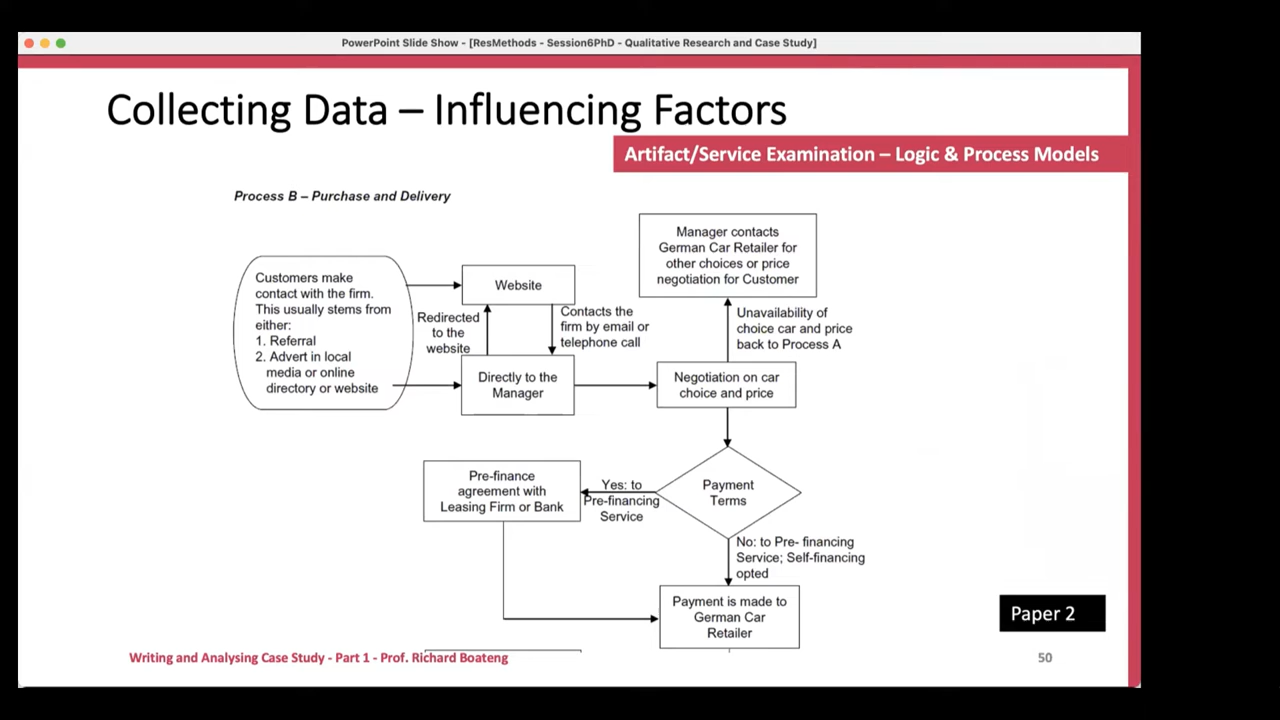 PowerPoint Slide Show - [ResMethods - Session6PhD - Qualitative Research and Case Study]
Collecting Data – Influencing Factors
Artifact/Service Examination – Logic & Process Models
Process B – Purchase and Delivery
Customers make
contact with the firm.
This usually stems from
either:
1. Referral
2. Advert in local
media or online
directory or website
Website
Redirected
to the
website
Contacts the
firm by email or
telephone call
Directly to the
Manager
Manager contacts
German Car Retailer for
other choices or price
negotiation for Customer
Unavailability of
choice car and price
back to Process A
Negotiation on car
choice and price
Payment
Terms
Yes: to
Pre-financing
Service
Pre-finance
agreement with
Leasing Firm or Bank
No: to Pre- financing
Service; Self-financing
opted
Payment is made to
German Car
Retailer
Paper 2
Writing and Analysing Case Study - Part 1 - Prof. Richard Boateng
50